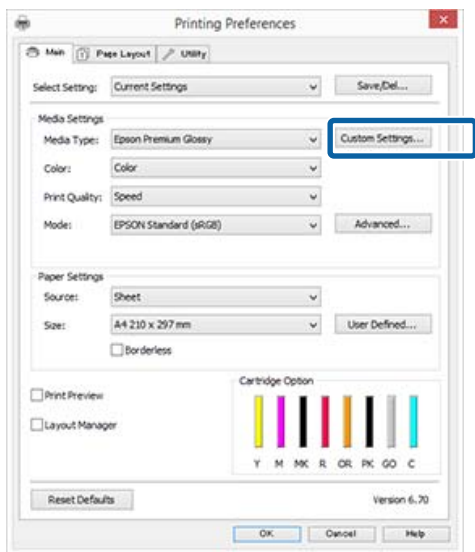 Printing Preferences
Main Page Layout Utility
Select Setting: Current Settings Save/Del...
Media Settings
Media Type: Epson Premium Glossy Custom Settings...
Color: Color
Print Quality: Speed
Mode: EPSON Standard (sRGB) Advanced...
Paper Settings
Source: Sheet
Size: A4 210 x 297 mm User Defined...
Borderless
Print Preview
Layout Manager
Cartridge Option
Y M MK R OR PK GO C
Reset Defaults Version 6.70
OK Cancel Help